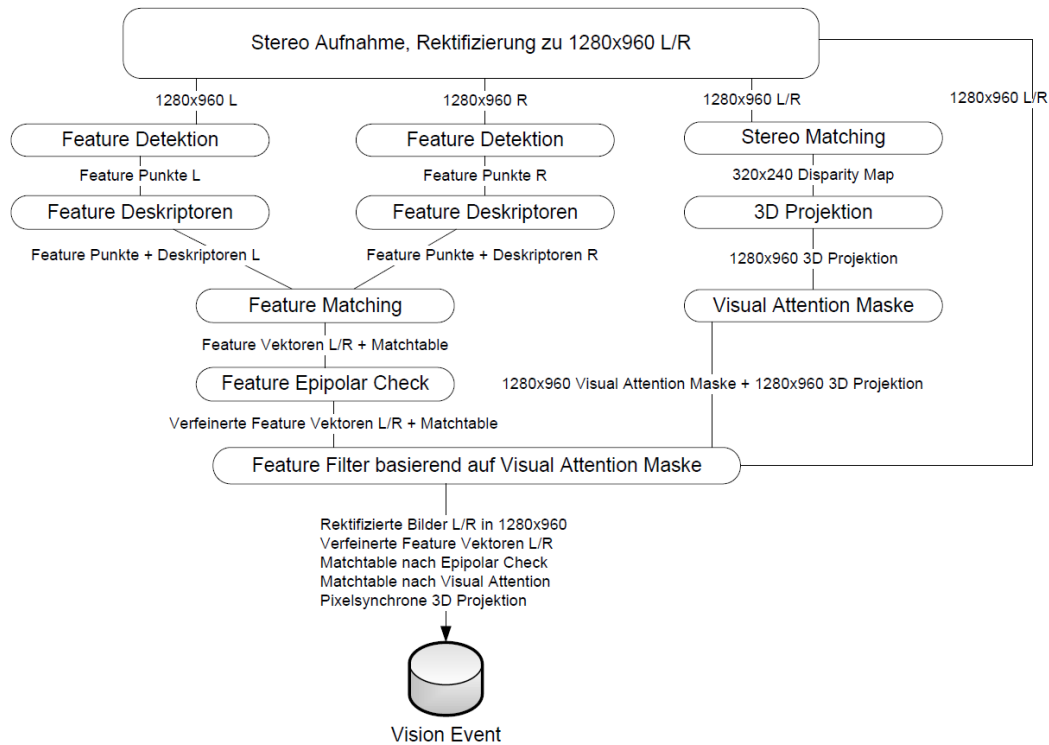 Stereo Aufnahme, Rektifizierung zu 1280x960 L/R
1280x960 L
1280x960 R
1280x960 L/R
1280x960 L/R
Feature Detektion
Feature Detektion
Stereo Matching
Feature Punkte L
Feature Punkte R
320x240 Disparity Map
Feature Deskriptoren
Feature Deskriptoren
3D Projektion
Feature Punkte + Deskriptoren L
Feature Punkte + Deskriptoren R
1280x960 3D Projektion
Feature Matching
Visual Attention Maske
Feature Vektoren L/R + Matchtable
Feature Epipolar Check
1280x960 Visual Attention Maske + 1280x960 3D Projektion
Verfeinerte Feature Vektoren L/R + Matchtable
Feature Filter basierend auf Visual Attention Maske
Rektifizierte Bilder L/R in 1280x960
Verfeinerte Feature Vektoren L/R
Matchtable nach Epipolar Check
Matchtable nach Visual Attention
Pixelsynchrone 3D Projektion
Vision Event